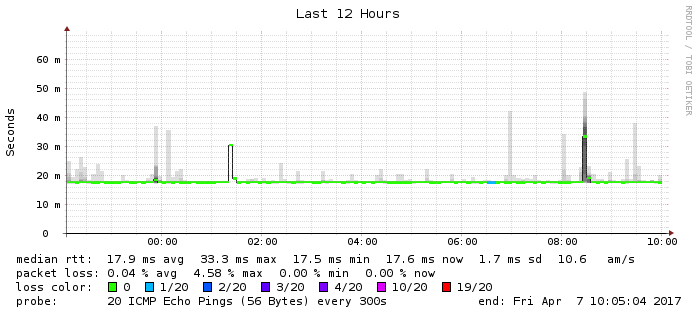 Last 12 Hours
RRDTOOL / TOBI OETIKER
Seconds
60 m
50 m
40 m
30 m
20 m
10 m
0
00:00 02:00 04:00 06:00 08:00 10:00
median rtt: 17.9 ms avg 33.3 ms max 17.5 ms min 17.6 ms now 1.7 ms sd 10.6 am/s
packet loss: 0.04 % avg 4.58 % max 0.00 % min 0.00 % now
loss color: 0 1/20 2/20 3/20 4/20 10/20 19/20
probe: 20 ICMP Echo Pings (56 Bytes) every 300s end: Fri Apr 7 10:05:04 2017